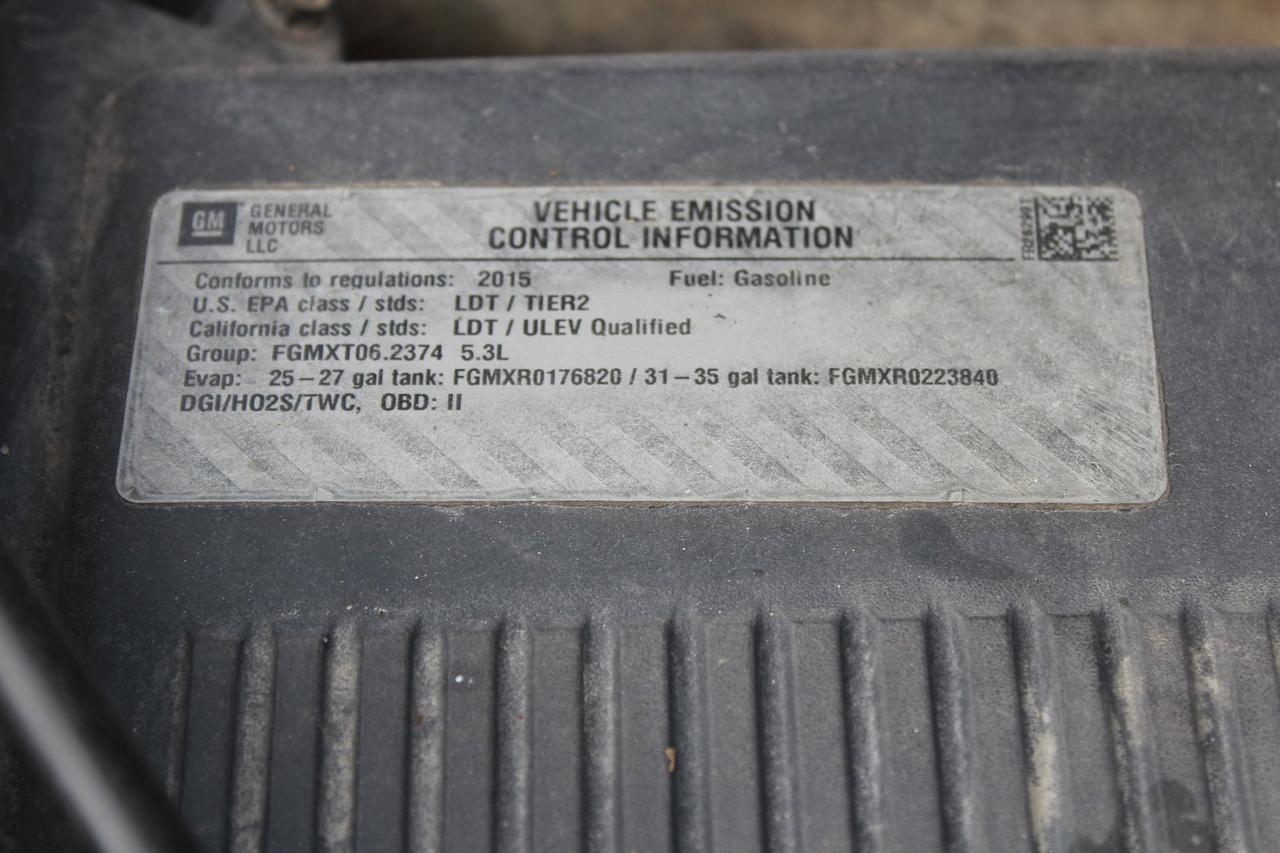 GM GENERAL MOTORS LLC
VEHICLE EMISSION
CONTROL INFORMATION
Conforms to regulations: 2015 Fuel: Gasoline
U.S. EPA class / stds: LDT / TIER2
California class / stds: LDT / ULEV Qualified
Group: FGMXT06.2374 5.3L
Evap: 25–27 gal tank: FGMXR0176820 / 31–35 gal tank: FGMXR0223840
DGI/HO2S/TWC, OBD: II